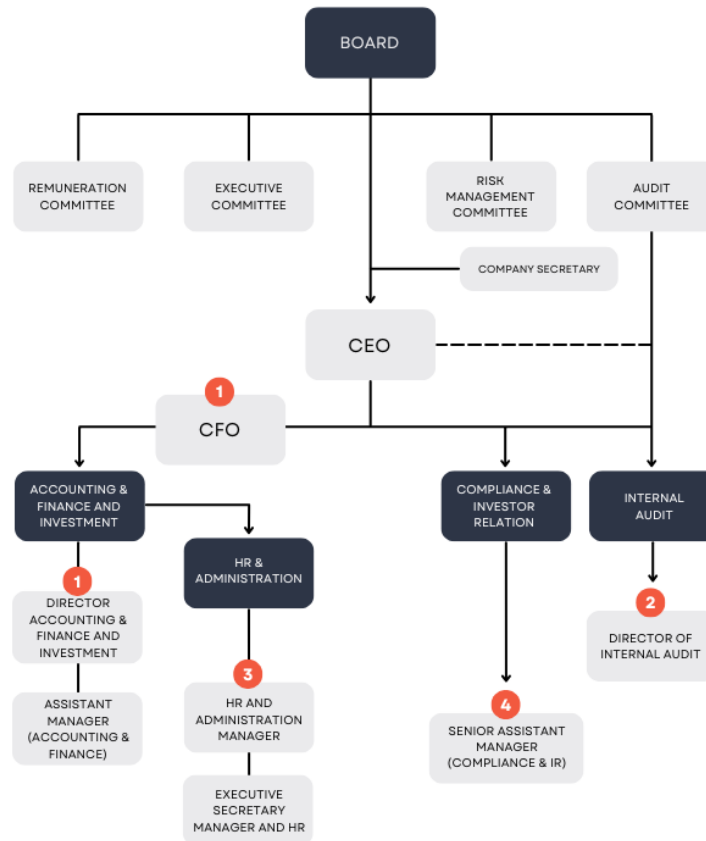 BOARD
REMUNERATION
COMMITTEE
EXECUTIVE
COMMITTEE
RISK
MANAGEMENT
COMMITTEE
AUDIT
COMMITTEE
COMPANY SECRETARY
CEO
1
CFO
ACCOUNTING &
FINANCE AND
INVESTMENT
COMPLIANCE &
INVESTOR
RELATION
INTERNAL
AUDIT
HR &
ADMINISTRATION
1
DIRECTOR
ACCOUNTING &
FINANCE AND
INVESTMENT
2
DIRECTOR OF
INTERNAL AUDIT
3
HR AND
ADMINISTRATION
MANAGER
4
SENIOR ASSISTANT
MANAGER
(COMPLIANCE & IR)
ASSISTANT
MANAGER
(ACCOUNTING &
FINANCE)
EXECUTIVE
SECRETARY
MANAGER AND HR